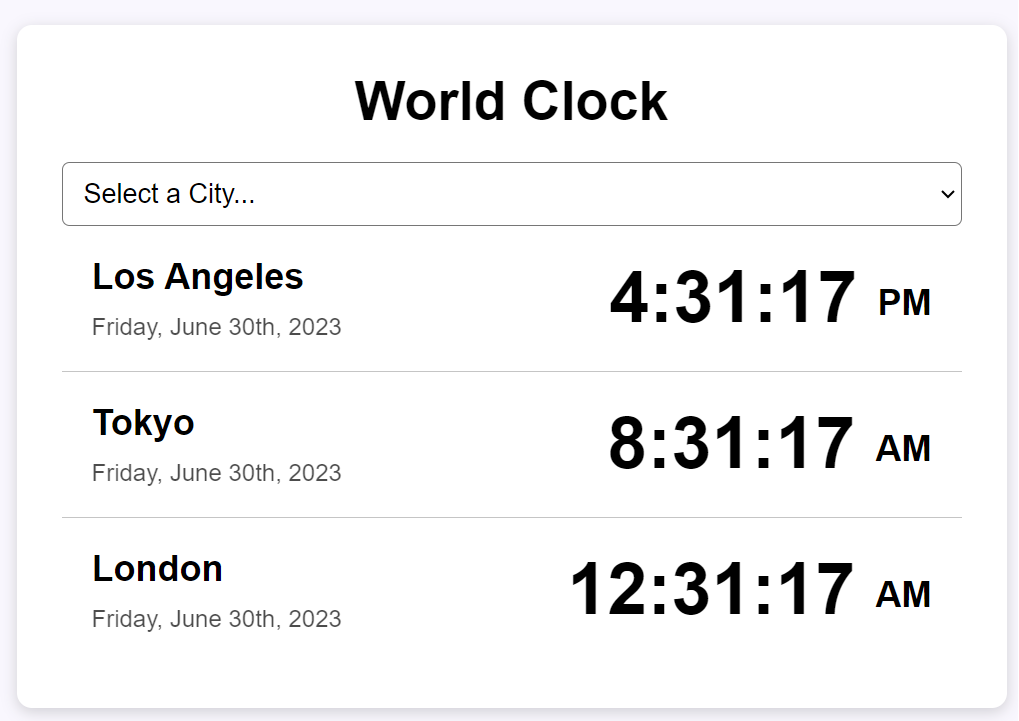 World Clock
Select a City...
Los Angeles
4:31:17 PM
Friday, June 30th, 2023
Tokyo
8:31:17 AM
Friday, June 30th, 2023
London
12:31:17 AM
Friday, June 30th, 2023